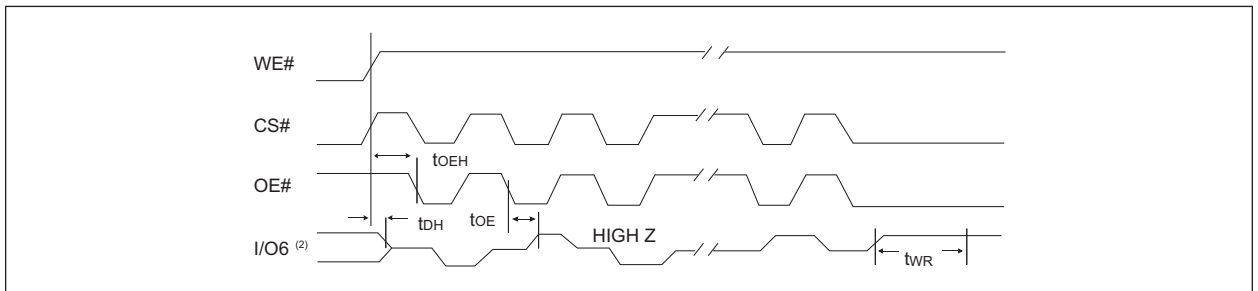 WE#
CS#
tOEH
OE#
tDH
tOE
HIGH Z
I/O6 (2)
tWR